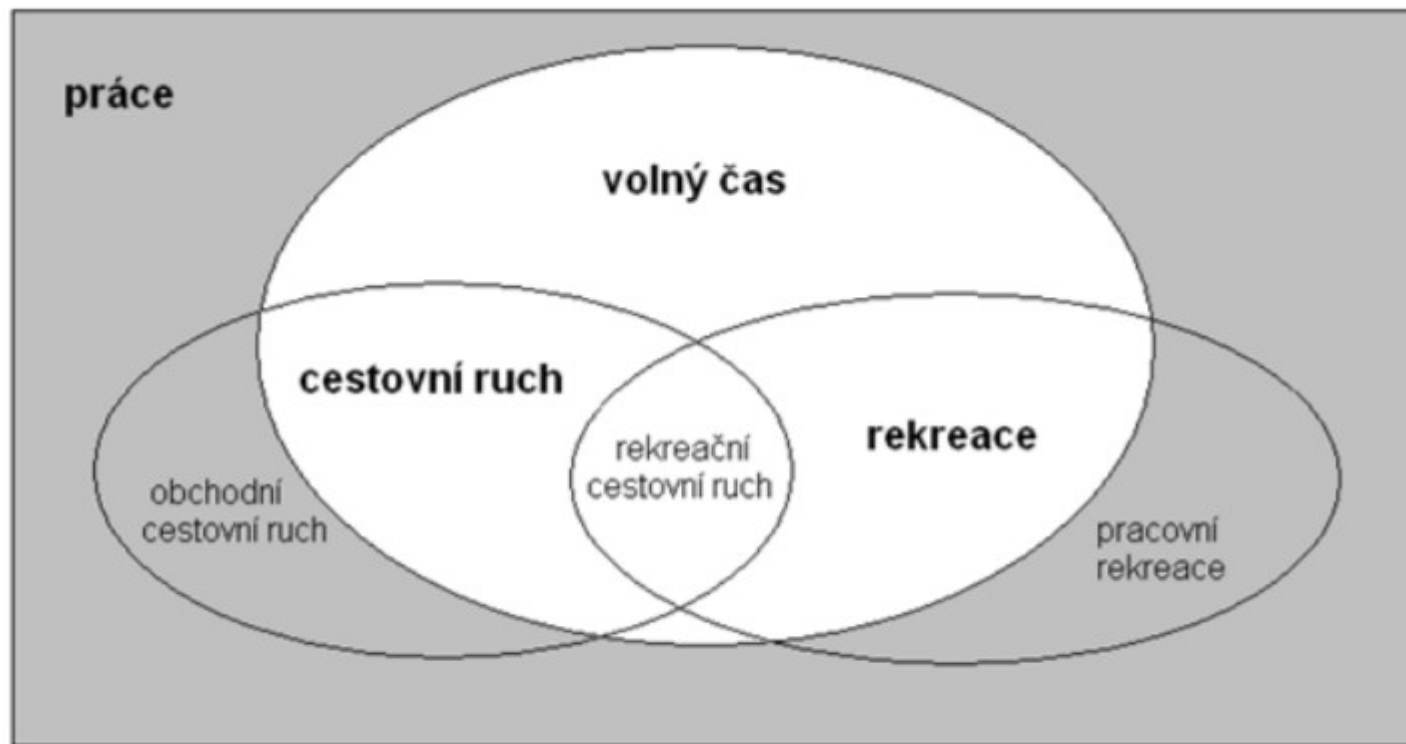 práce
volný čas
cestovní ruch
rekreace
rekreační
cestovní ruch
obchodní
cestovní ruch
pracovní
rekreace